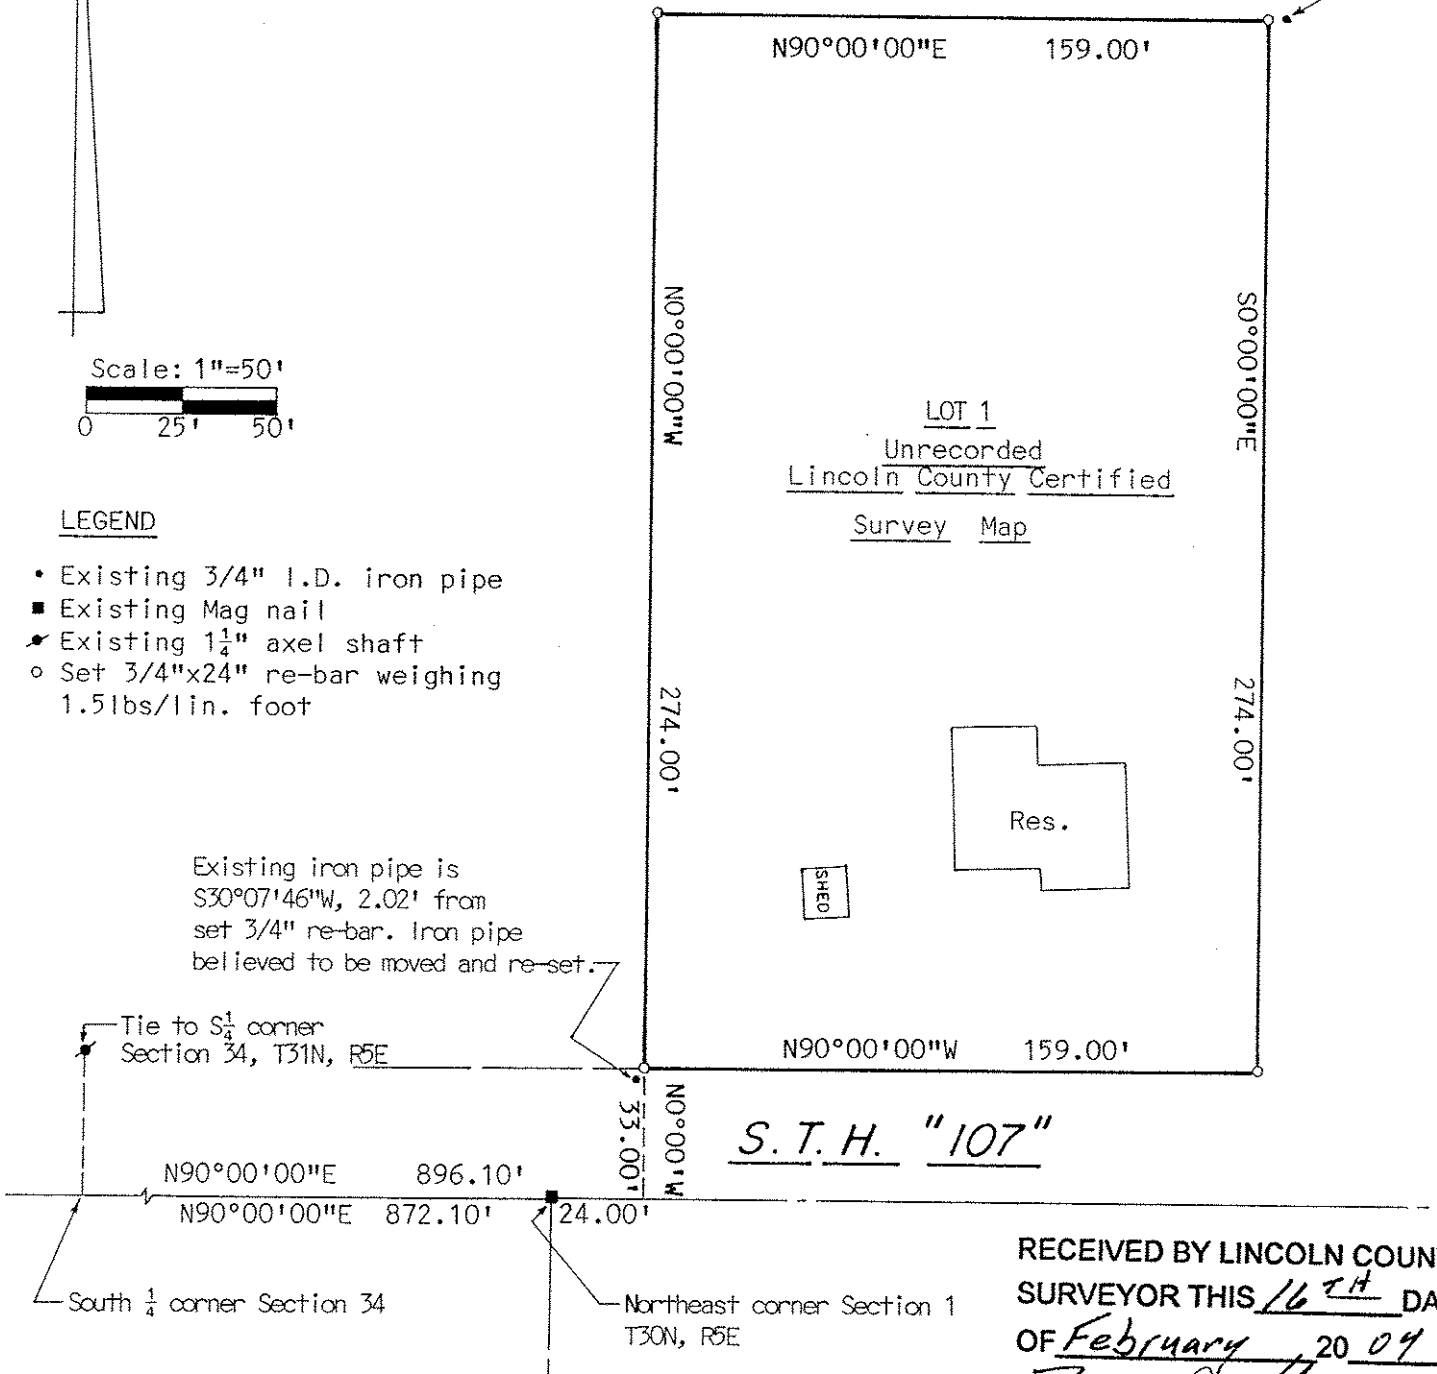 N90°00'00"E 159.00'
N0°00'00"W
274.00'
S0°00'00"E
274.00'
Scale: 1"=50'
0 25' 50'
LOT 1
Unrecorded
Lincoln County Certified
Survey Map
LEGEND
Existing 3/4" I.D. iron pipe
Existing Mag nail
Existing 1 1/4" axel shaft
Set 3/4"x24" re-bar weighing
1.5lbs/lin. foot
Res.
SHED
Existing iron pipe is
S30°07'46"W, 2.02' from
set 3/4" re-bar. Iron pipe
believed to be moved and re-set.
Tie to S 1/4 corner
Section 34, T31N, R5E
N90°00'00"W 159.00'
33.00'
N0°00'W
S.T.H. "107"
N90°00'00"E 896.10'
N90°00'00"E 872.10' 24.00'
South 1/4 corner Section 34
Northeast corner Section 1
T30N, R5E
RECEIVED BY LINCOLN COUN
SURVEYOR THIS 16TH DA
OF February 20 04